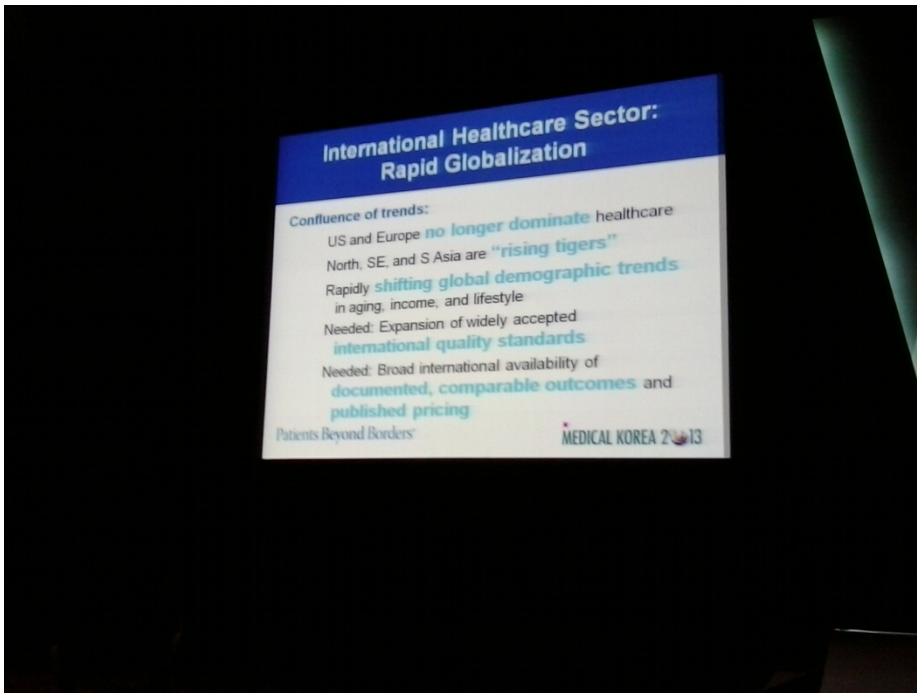 International Healthcare Sector:
Rapid Globalization
Confluence of trends:
US and Europe no longer dominate healthcare
North, SE, and S Asia are “rising tigers”
Rapidly shifting global demographic trends
in aging, income, and lifestyle
Needed: Expansion of widely accepted
international quality standards
Needed: Broad international availability of
documented, comparable outcomes and
published pricing
Patients Beyond Borders
MEDICAL KOREA 2013